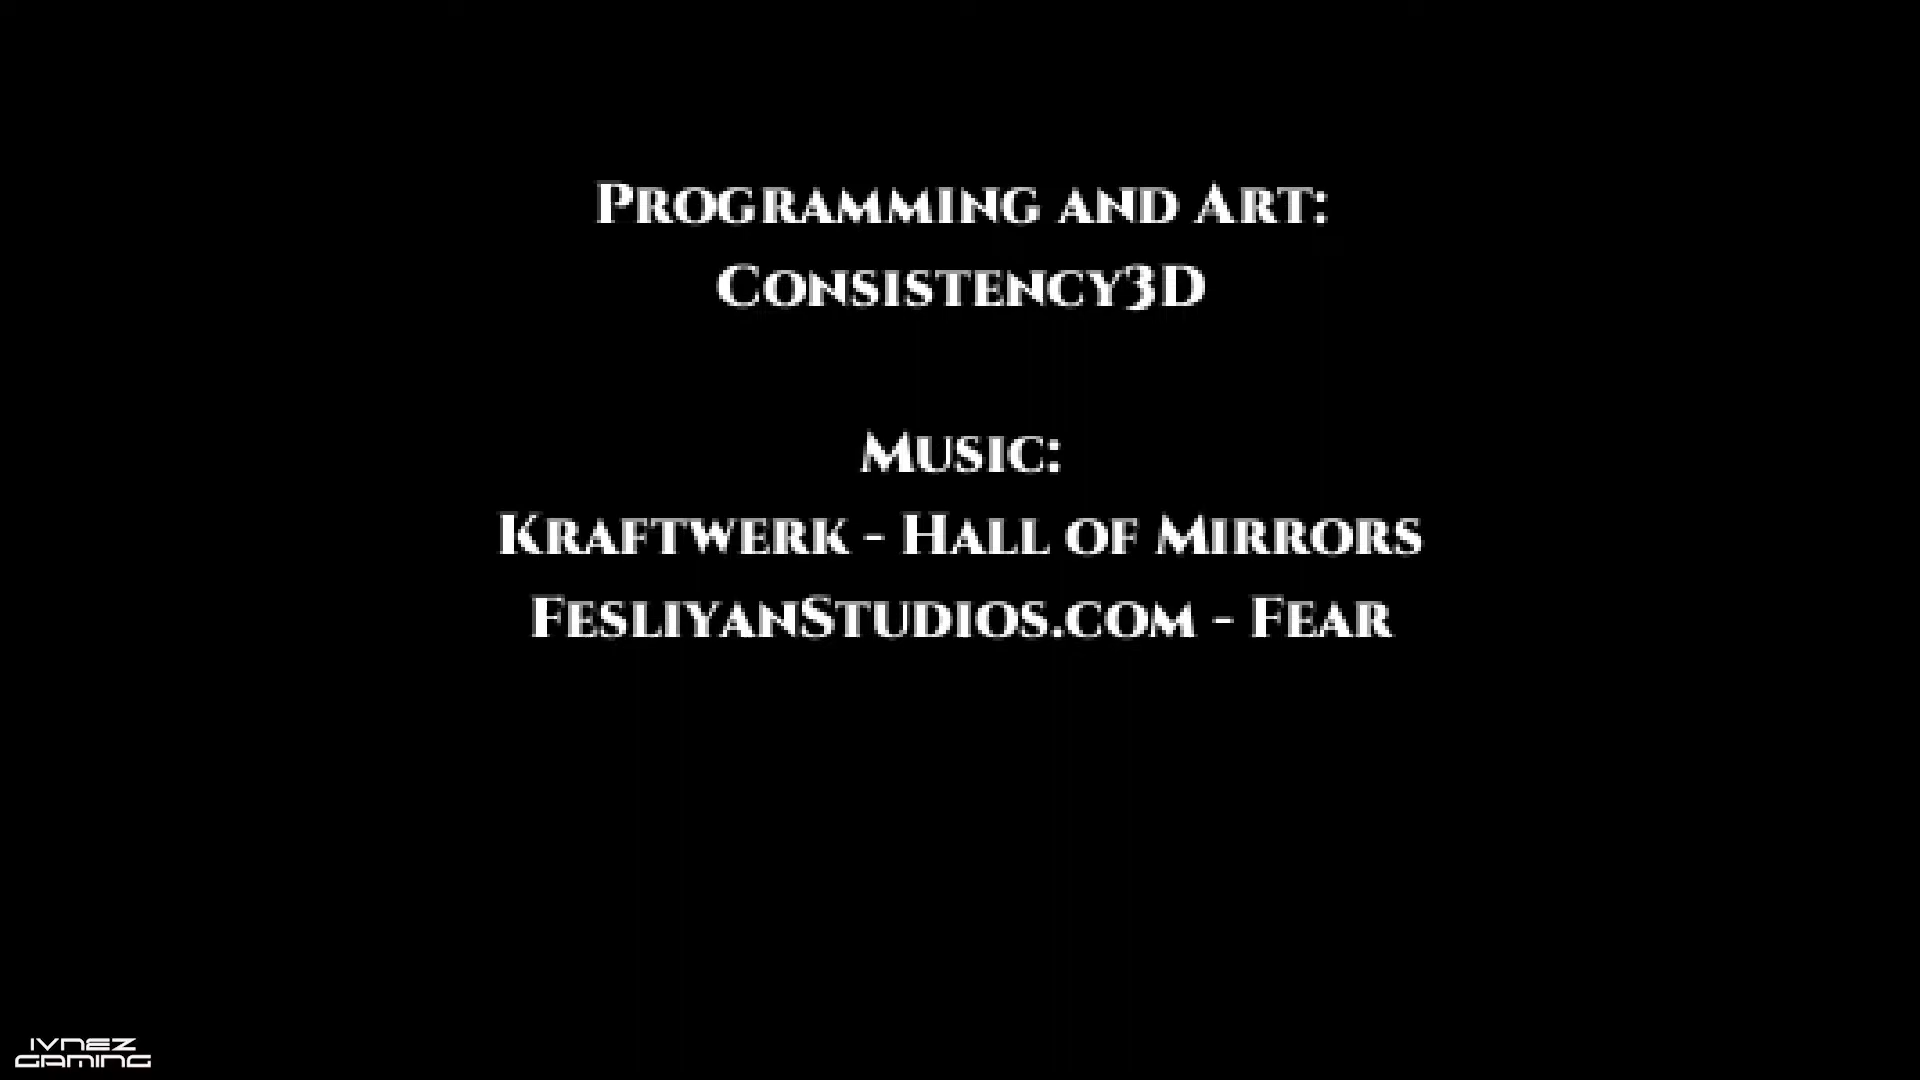 Programming and Art:
Consistency3D
Music:
Kraftwerk - Hall of Mirrors
FesliyanStudios.com - Fear
IVNEZ
GAMING